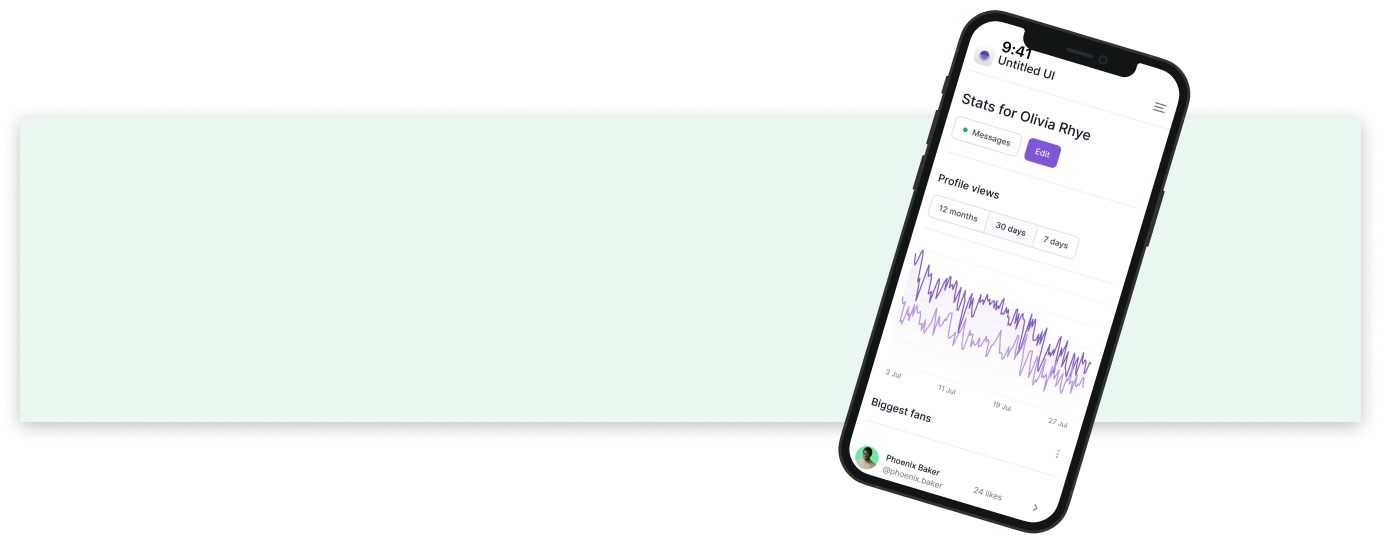 9:41
Untitled UI
Stats for Olivia Rhye
Messages
Edit
Profile views
12 months
30 days
7 days
3 Jul
11 Jul
19 Jul
27 Jul
Biggest fans
Phoenix Baker
@phoenix.baker
24 likes